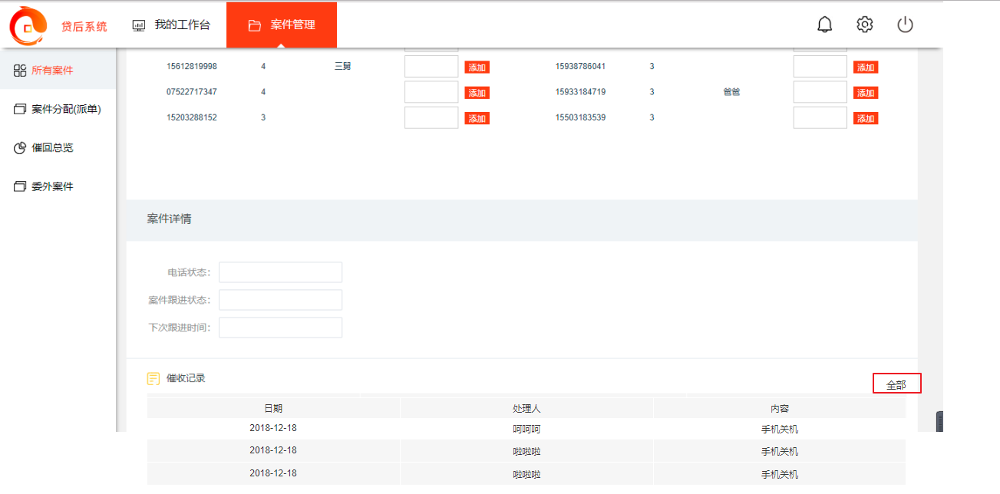 贷后系统 我的工作台 案件管理
所有案件
案件分配(派单)
催回总览
委外案件
15612819998 4 三舅 添加 15938786041 3 添加
07522717347 4 添加 15933184719 3 爸爸 添加
15203288152 3 添加 15503183539 3 添加
案件详情
电话状态:
案件跟进状态:
下次跟进时间:
催收记录 全部
日期 处理人 内容
2018-12-18 呵呵呵 手机关机
2018-12-18 啦啦啦 手机关机
2018-12-18 啦啦啦 手机关机